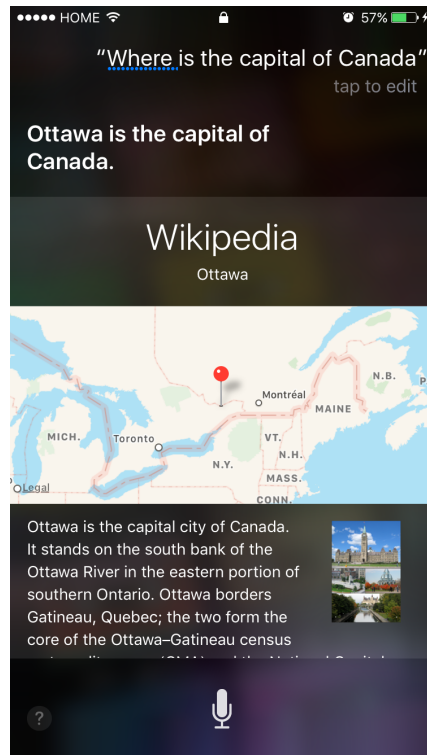 ●●●●● HOME 57%
“Where is the capital of Canada”
tap to edit
Ottawa is the capital of
Canada.
Wikipedia
Ottawa
N.B.
P
Montréal
MAINE
MICH.
Toronto
VT.
N.H.
N.Y.
MASS.
Legal
CONN.
Ottawa is the capital city of Canada.
It stands on the south bank of the
Ottawa River in the eastern portion of
southern Ontario. Ottawa borders
Gatineau, Quebec; the two form the
core of the Ottawa–Gatineau census
?